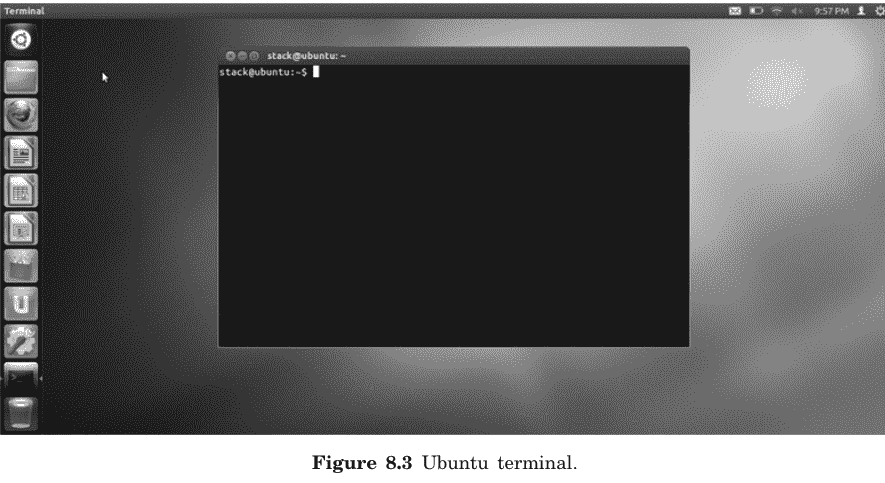 Terminal
9:57 PM
stack@ubuntu: ~
stack@ubuntu:~$
Figure 8.3 Ubuntu terminal.